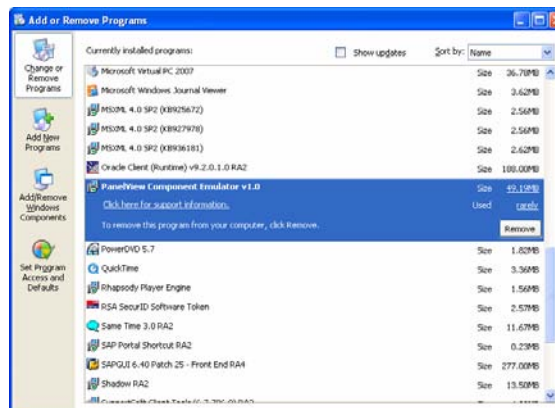 Add or Remove Programs
Change or Remove Programs
Add New Programs
Add/Remove Windows Components
Set Program Access and Defaults
Currently installed programs:
Show updates
Sort by: Name
Microsoft Virtual PC 2007 Size 36.78MB
Microsoft Windows Journal Viewer Size 3.62MB
MSXML 4.0 SP2 (KB925672) Size 2.56MB
MSXML 4.0 SP2 (KB927978) Size 2.56MB
MSXML 4.0 SP2 (KB936181) Size 2.62MB
Oracle Client (Runtime) v9.2.0.1.0 RA2 Size 188.00MB
PanelView Component Emulator v1.0 Size 49.19MB
Click here for support information. Used rarely
To remove this program from your computer, click Remove. Remove
PowerDVD 5.7 Size 1.82MB
QuickTime Size 3.36MB
Rhapsody Player Engine Size 1.56MB
RSA SecurID Software Token Size 2.57MB
Same Time 3.0 RA2 Size 11.67MB
SAP Portal Shortcut RA2 Size 0.23MB
SAPGUI 6.40 Patch 25 - Front End RA4 Size 277.00MB
Shadow RA2 Size 13.50MB